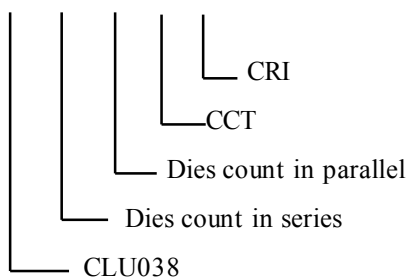 CRI
CCT
Dies count in parallel
Dies count in series
CLU038